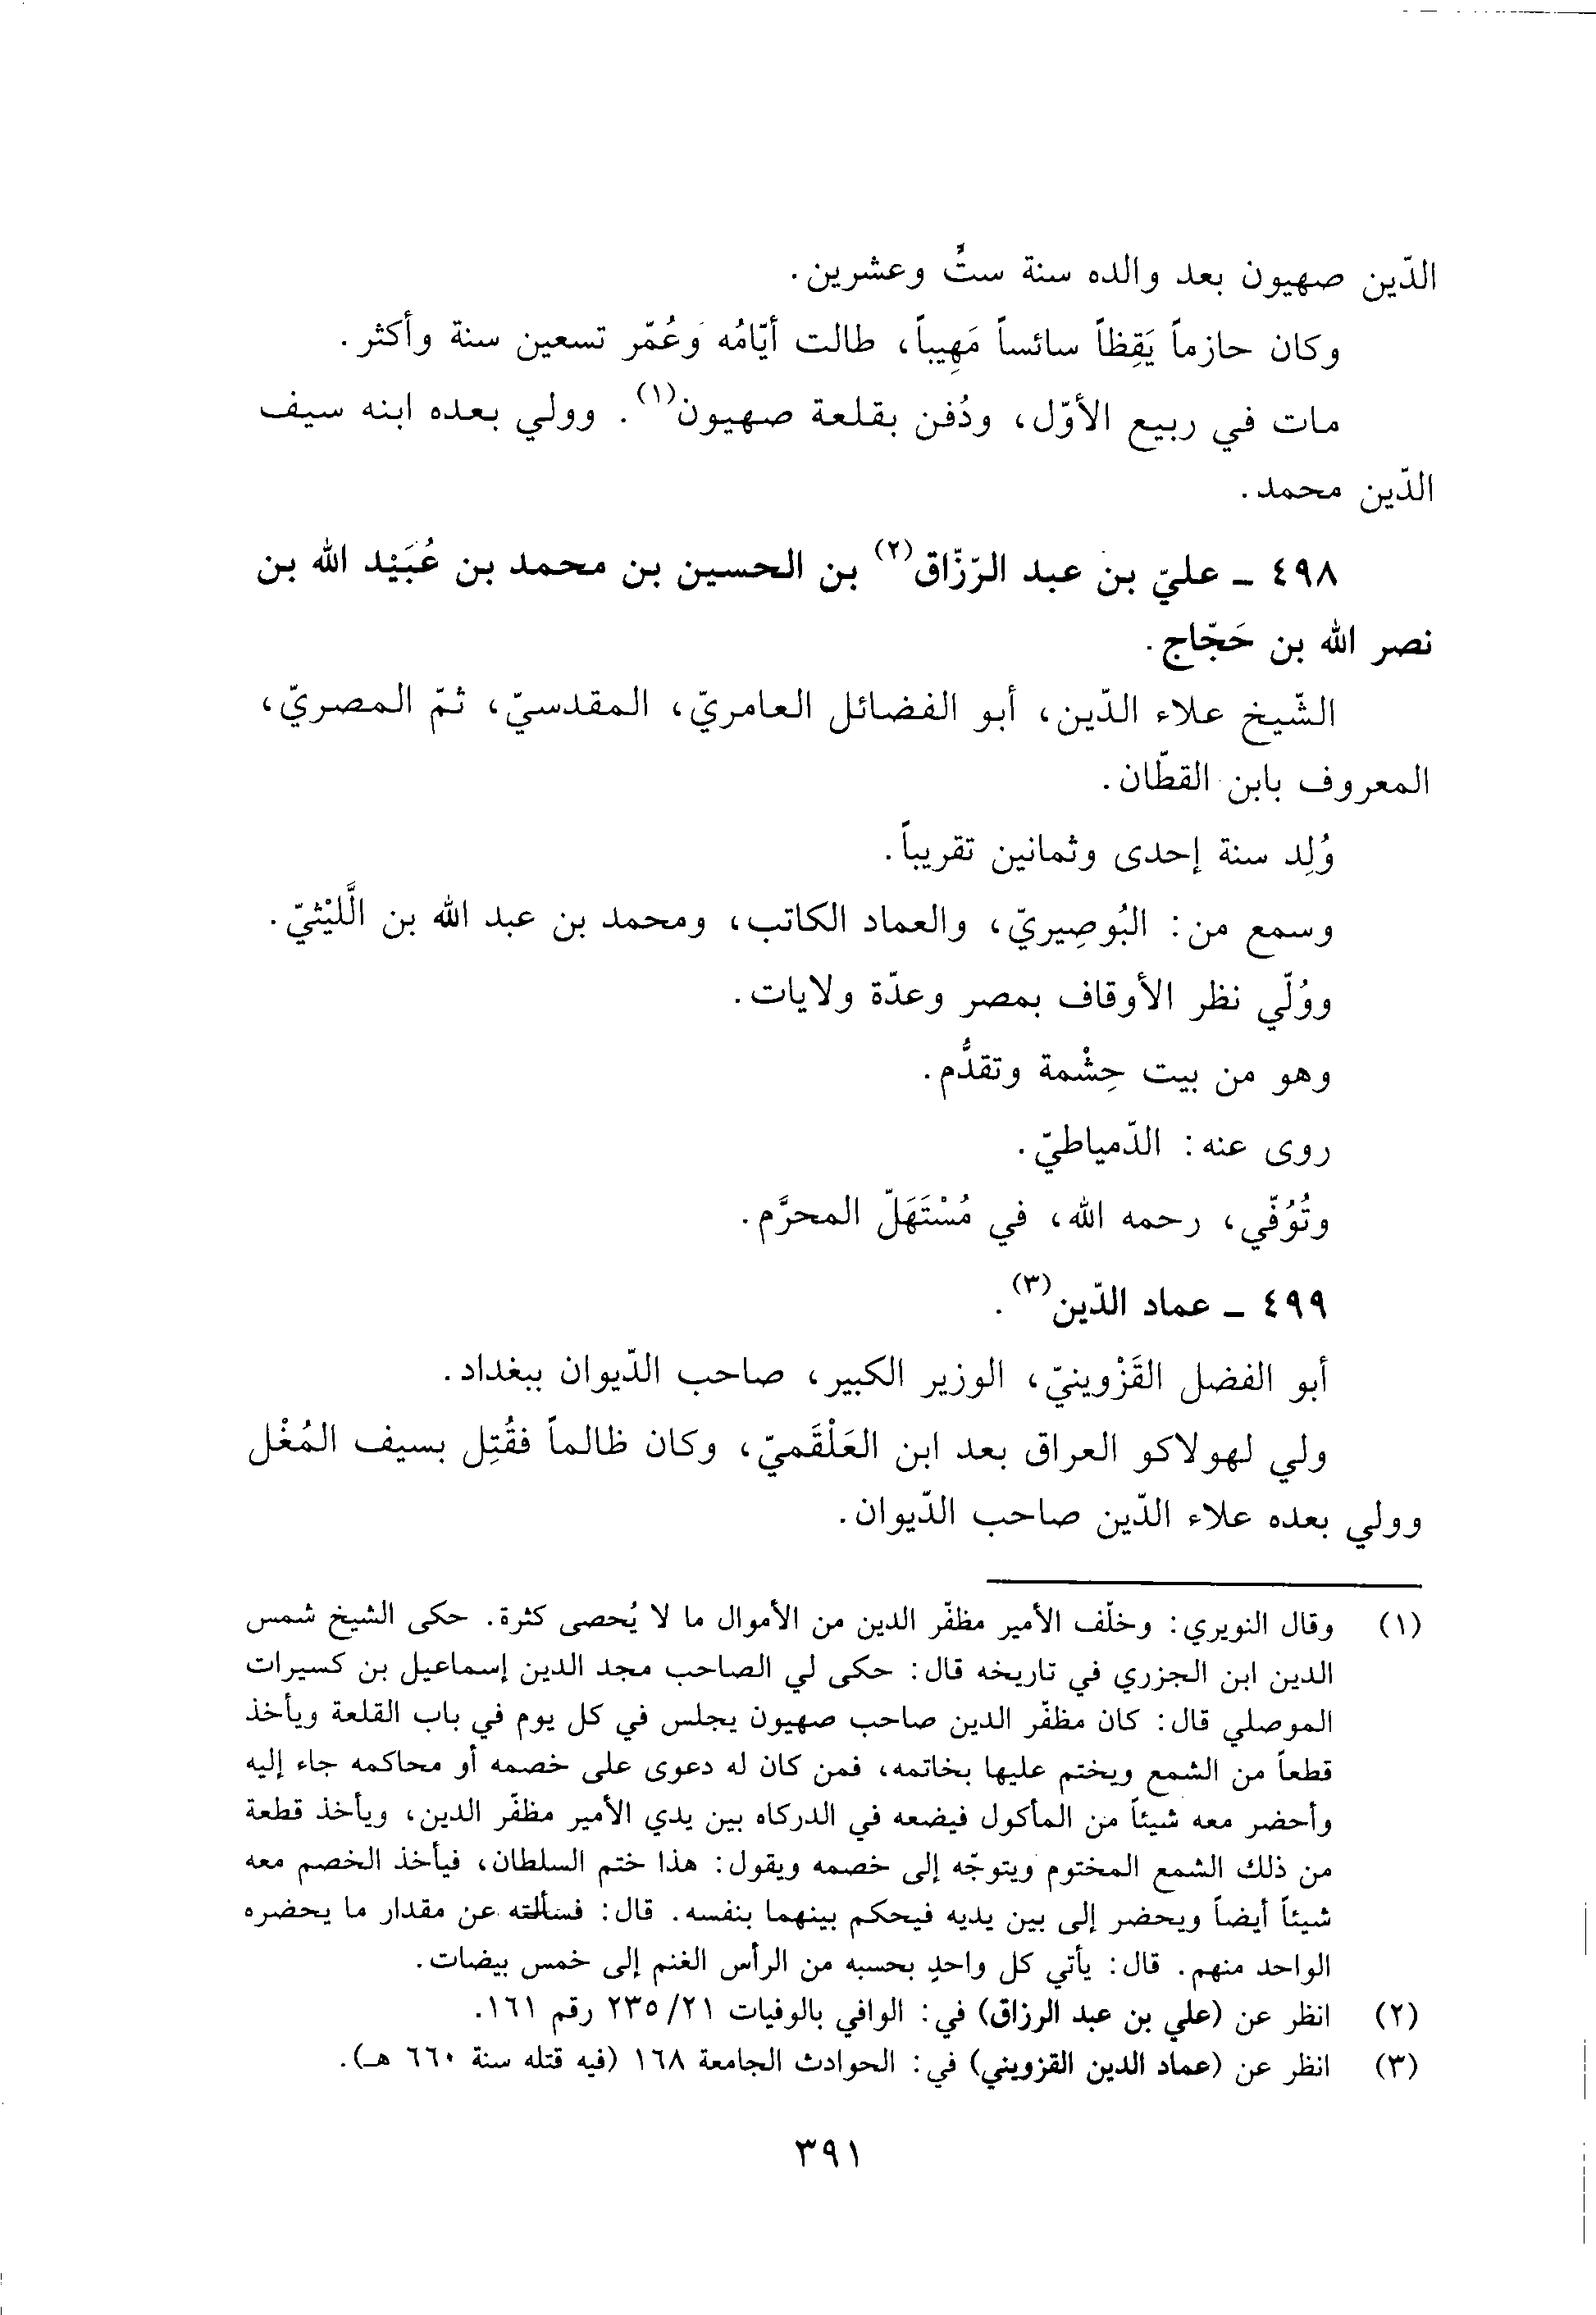 الدّين صهيون بعد والده سنة ستٌّ وعشرين.
وكان حازماً يَقِظاً سائساً مَهِيباً، طالت أيّامُه وَعُمّر تسعين سنة وأكثر.
مات في ربيع الأوّل، ودُفن بقلعة صهيون(١). وولي بعده ابنه سيف
الدّين محمد.
٤٩٨ ـ عليّ بن عبد الرّزّاق(٢) بن الحسين بن محمد بن عُبَيْد الله بن
نصر الله بن حَجّاج.
الشّيخ علاء الدّين، أبو الفضائل العامريّ، المقدسيّ، ثمّ المصريّ،
المعروف بابن القطّان.
وُلِد سنة إحدى وثمانين تقريباً.
وسمع من: البُوصِيريّ، والعماد الكاتب، ومحمد بن عبد الله بن الَّليْثيّ.
ووُلّي نظر الأوقاف بمصر وعدّة ولايات.
وهو من بيت حِشْمة وتقدُّم.
روى عنه: الدّمياطيّ.
وتُوُفّي، رحمه الله، في مُسْتَهَلّ المحرَّم.
٤٩٩ ـ عماد الدّين(٣).
أبو الفضل القَزْوينيّ، الوزير الكبير، صاحب الدّيوان ببغداد.
ولي لهولاكو العراق بعد ابن العَلْقَميّ، وكان ظالماً فقُتِل بسيف المُغْل
وولي بعده علاء الدّين صاحب الدّيوان.
(١) وقال النويري: وخلّف الأمير مظفّر الدين من الأموال ما لا يُحصى كثرة. حكى الشيخ شمس
الدين ابن الجزري في تاريخه قال: حكى لي الصاحب مجد الدين إسماعيل بن كسيرات
الموصلي قال: كان مظفّر الدين صاحب صهيون يجلس في كل يوم في باب القلعة ويأخذ
قطعاً من الشمع ويختم عليها بخاتمه، فمن كان له دعوى على خصمه أو محاكمه جاء إليه
وأحضر معه شيئاً من المأكول فيضعه في الدركاه بين يدي الأمير مظفّر الدين، ويأخذ قطعة
من ذلك الشمع المختوم ويتوجّه إلى خصمه ويقول: هذا ختم السلطان، فيأخذ الخصم معه
شيئاً أيضاً ويحضر إلى بين يديه فيحكم بينهما بنفسه. قال: فسألته عن مقدار ما يحضره
الواحد منهم. قال: يأتي كل واحدٍ بحسبه من الرأس الغنم إلى خمس بيضات.
(٢) انظر عن (علي بن عبد الرزاق) في: الوافي بالوفيات ٢١/ ٢٣٥ رقم ١٦١.
(٣) انظر عن (عماد الدين القزويني) في: الحوادث الجامعة ١٦٨ (فيه قتله سنة ٦٦٠ هـ).
٣٩١